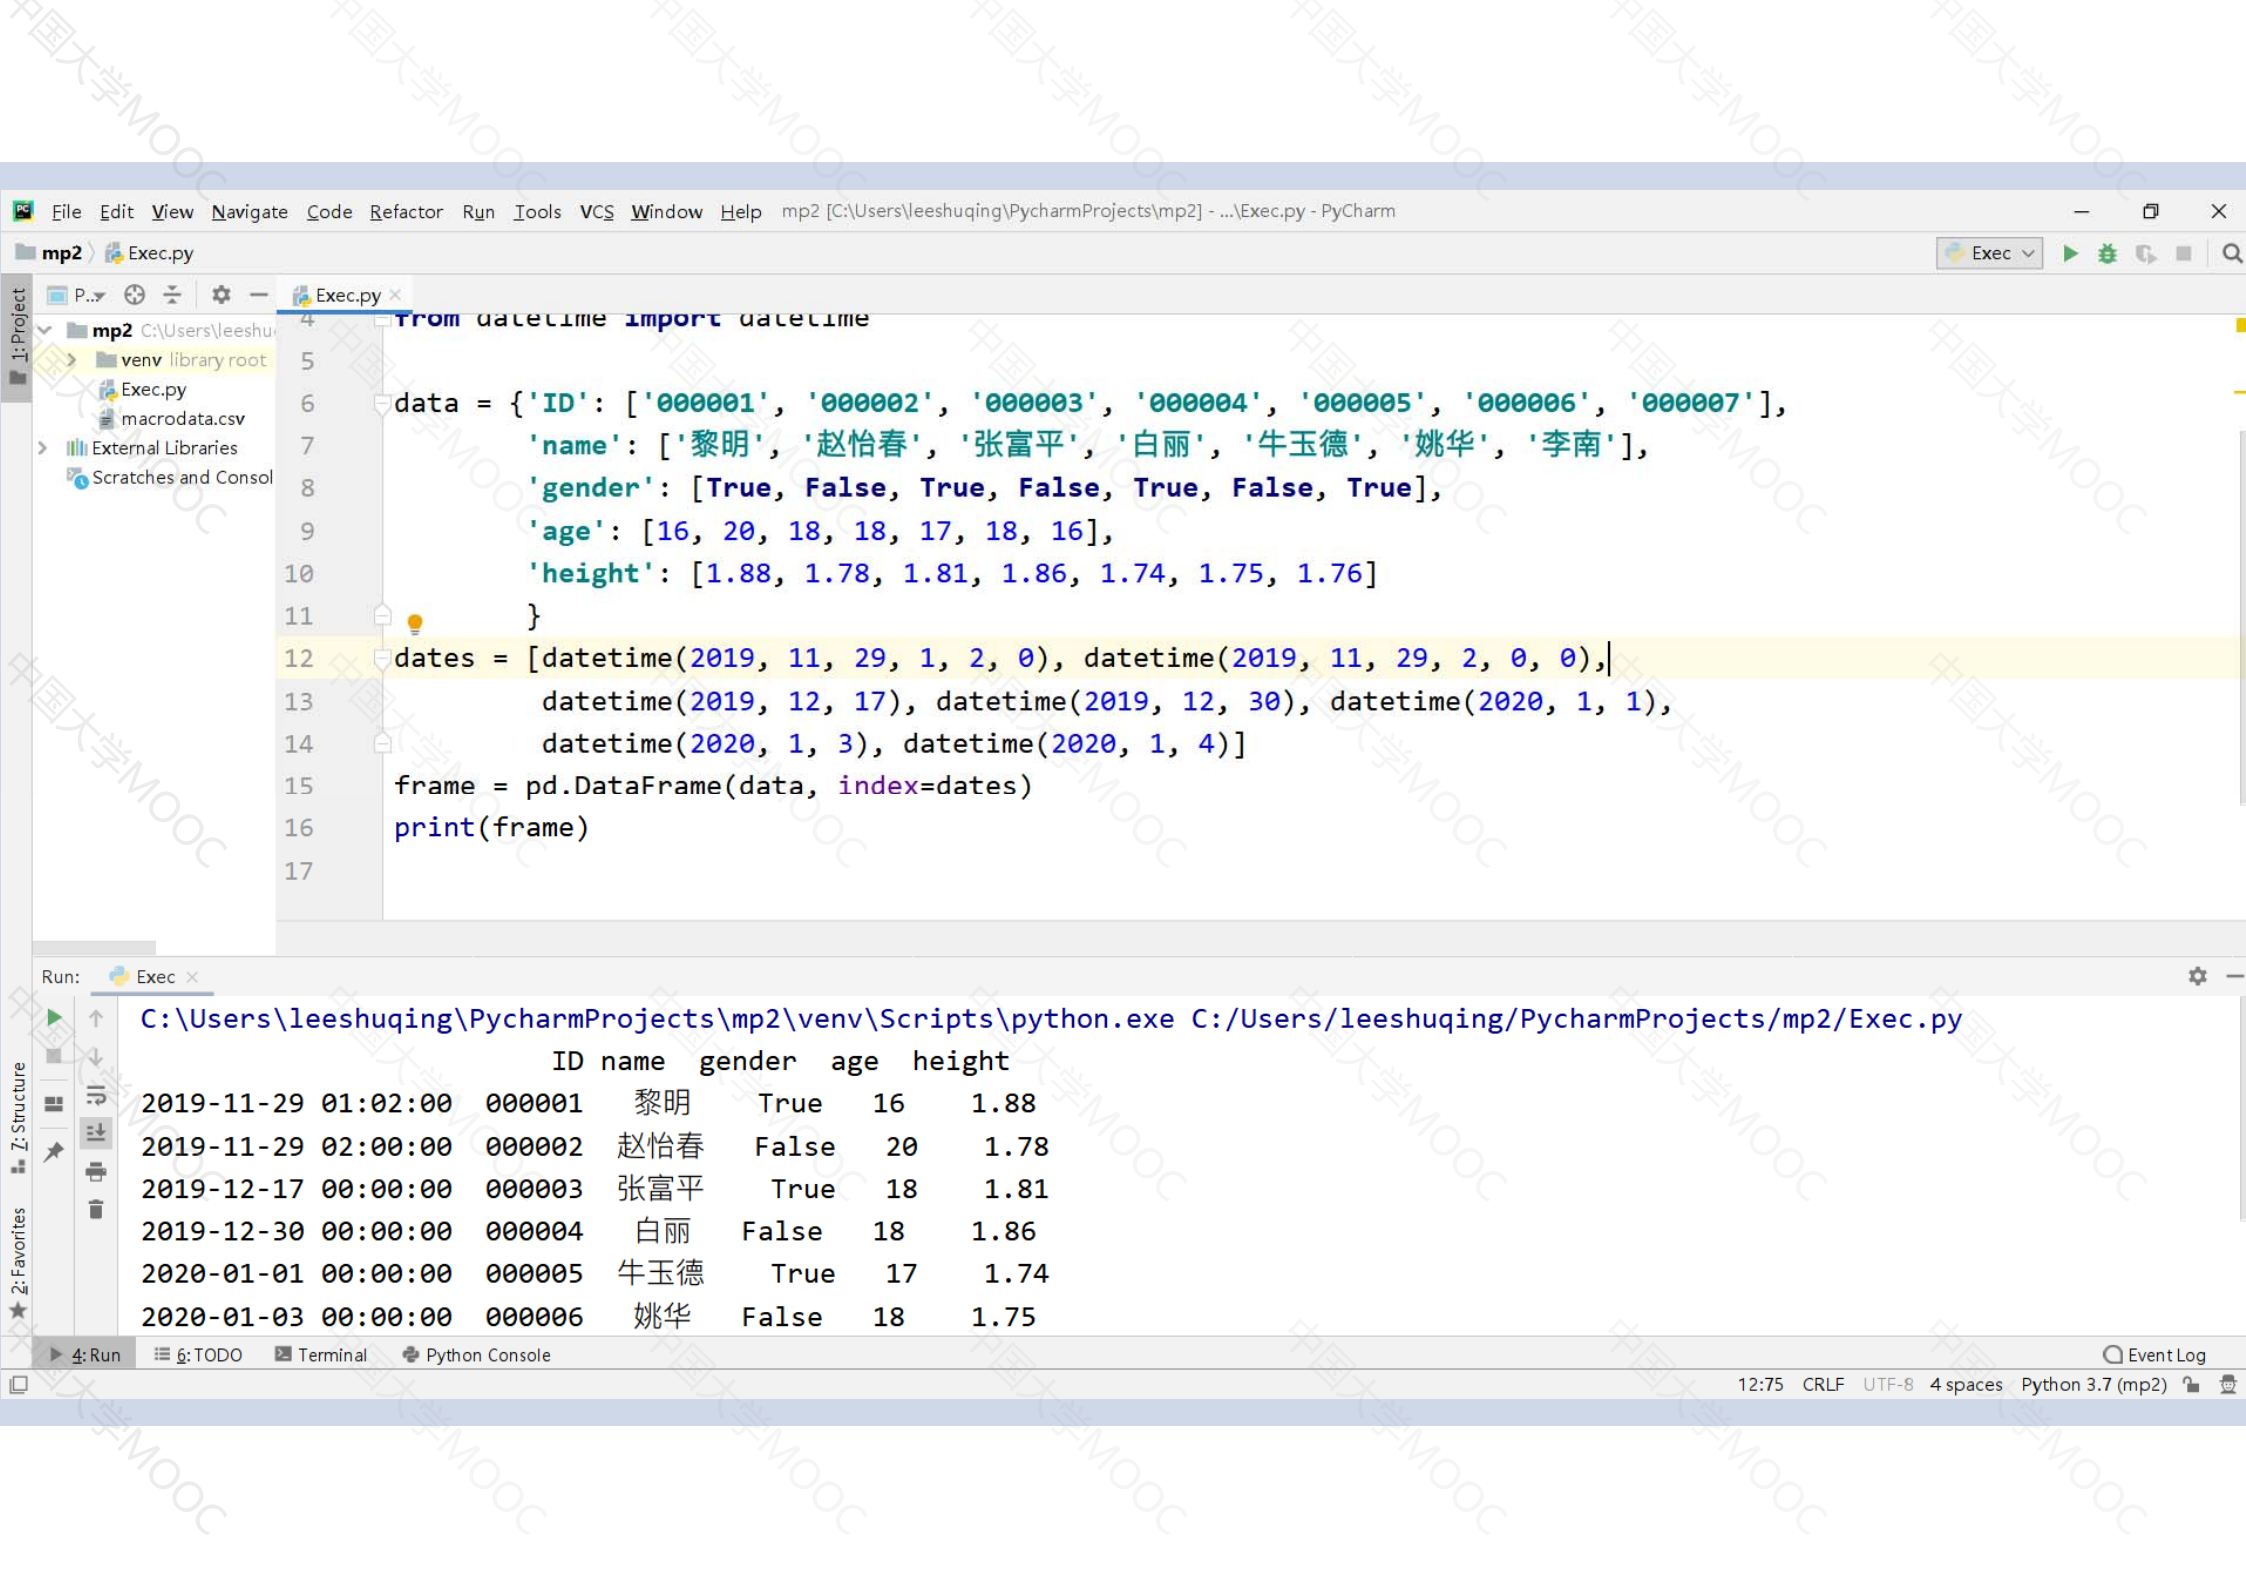 File Edit View Navigate Code Refactor Run Tools VCS Window Help mp2 [C:\Users\leeshuqing\PycharmProjects\mp2] - ...\Exec.py - PyCharm
mp2 Exec.py Exec
1: Project
P.. Exec.py
mp2 C:\Users\leeshu
venv library root
Exec.py
macrodata.csv
External Libraries
Scratches and Consol
4 from datetime import datetime
5
6 data = {'ID': ['000001', '000002', '000003', '000004', '000005', '000006', '000007'],
7 'name': ['黎明', '赵怡春', '张富平', '白丽', '牛玉德', '姚华', '李南'],
8 'gender': [True, False, True, False, True, False, True],
9 'age': [16, 20, 18, 18, 17, 18, 16],
10 'height': [1.88, 1.78, 1.81, 1.86, 1.74, 1.75, 1.76]
11 }
12 dates = [datetime(2019, 11, 29, 1, 2, 0), datetime(2019, 11, 29, 2, 0, 0),
13 datetime(2019, 12, 17), datetime(2019, 12, 30), datetime(2020, 1, 1),
14 datetime(2020, 1, 3), datetime(2020, 1, 4)]
15 frame = pd.DataFrame(data, index=dates)
16 print(frame)
17
Run: Exec
C:\Users\leeshuqing\PycharmProjects\mp2\venv\Scripts\python.exe C:/Users/leeshuqing/PycharmProjects/mp2/Exec.py
ID name gender age height
2019-11-29 01:02:00 000001 黎明 True 16 1.88
2019-11-29 02:00:00 000002 赵怡春 False 20 1.78
2019-12-17 00:00:00 000003 张富平 True 18 1.81
2019-12-30 00:00:00 000004 白丽 False 18 1.86
2020-01-01 00:00:00 000005 牛玉德 True 17 1.74
2020-01-03 00:00:00 000006 姚华 False 18 1.75
Z: Structure
2: Favorites
4: Run 6: TODO Terminal Python Console Event Log
12:75 CRLF UTF-8 4 spaces Python 3.7 (mp2)
中国大学MOOC